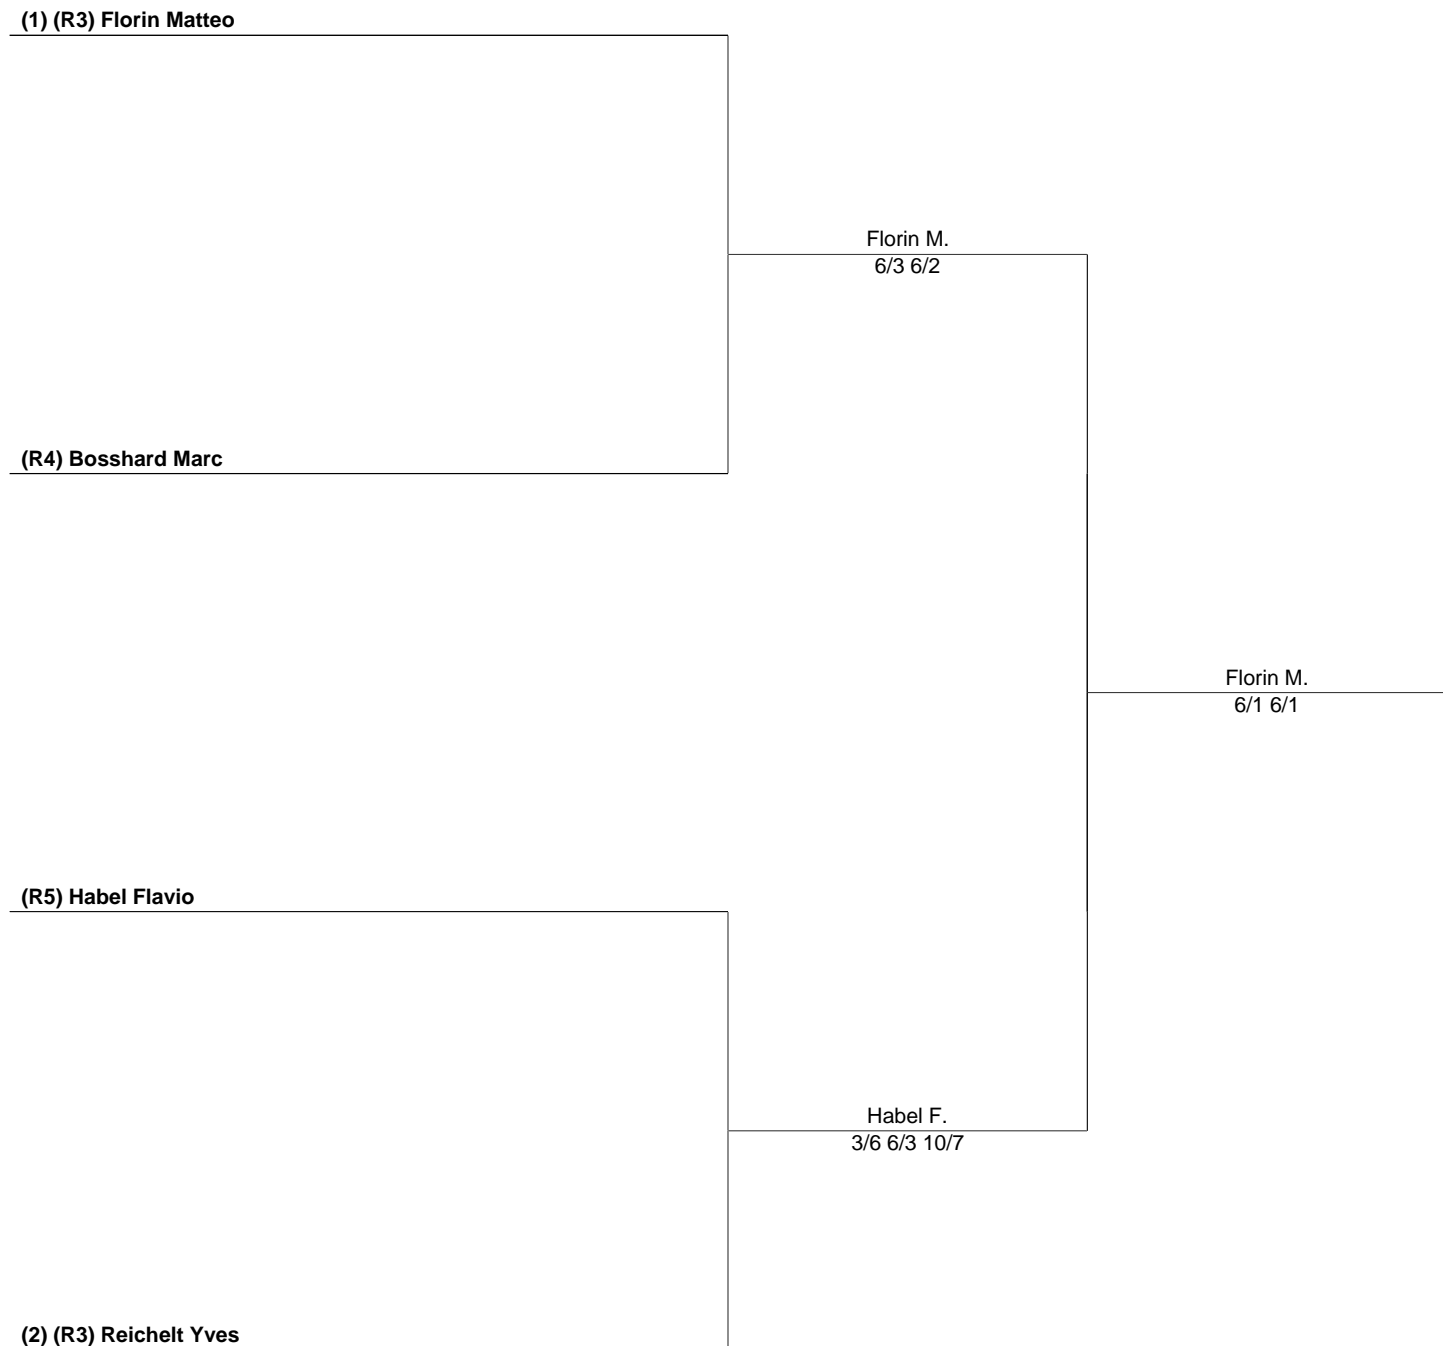 (1) (R3) Florin Matteo
Florin M.
6/3 6/2
(R4) Bosshard Marc
Florin M.
6/1 6/1
(R5) Habel Flavio
Habel F.
3/6 6/3 10/7
(2) (R3) Reichelt Yves